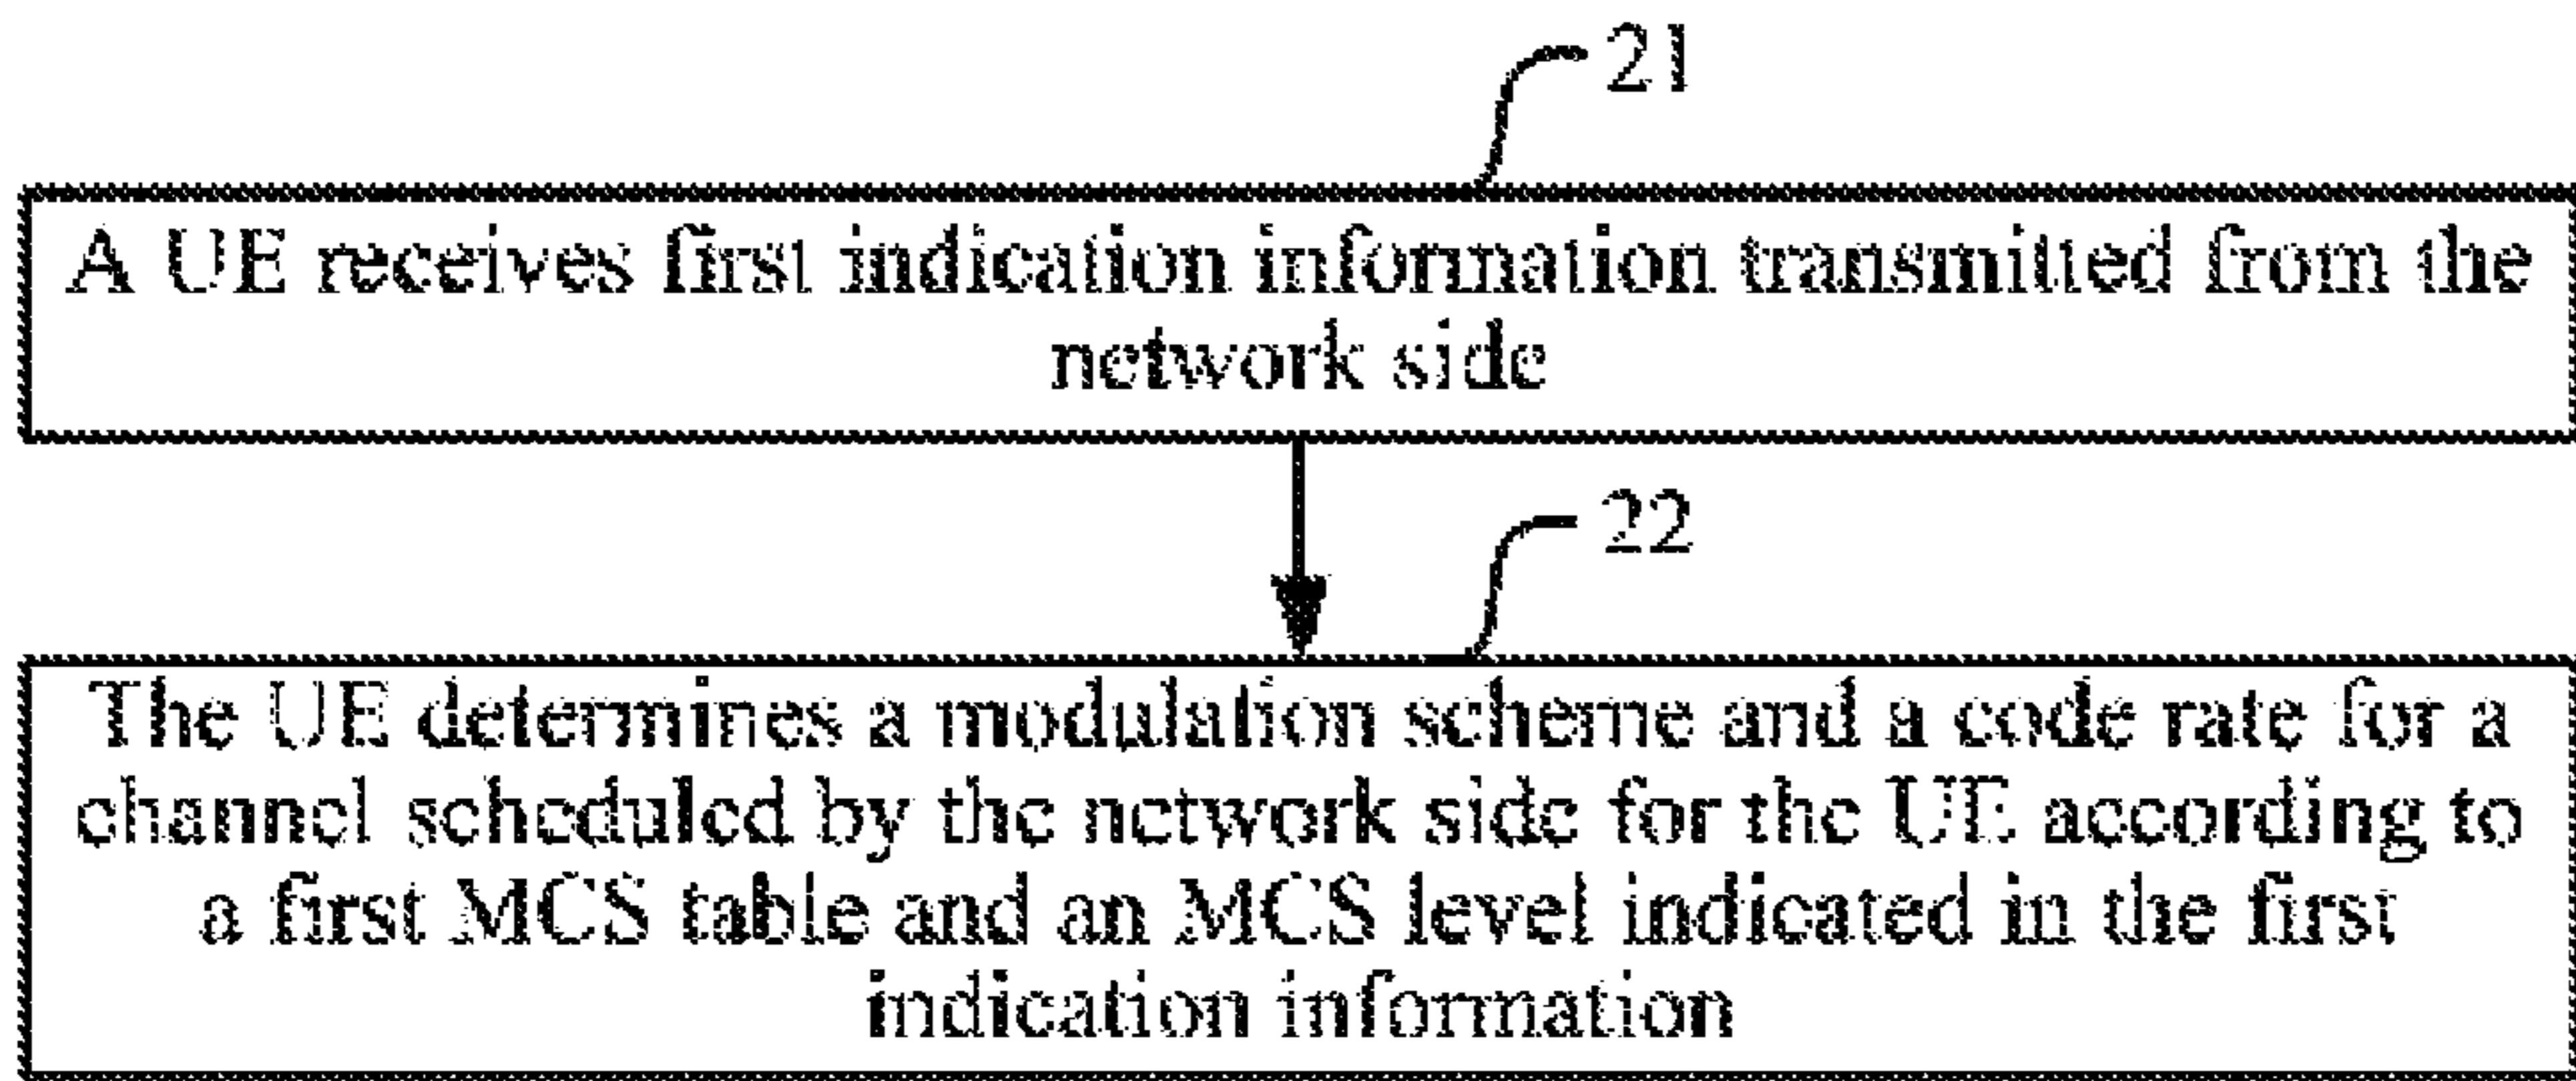 21
A UE receives first indication information transmitted from the
network side
22
The UE determines a modulation scheme and a code rate for a
channel scheduled by the network side for the UE according to
a first MCS table and an MCS level indicated in the first
indication information